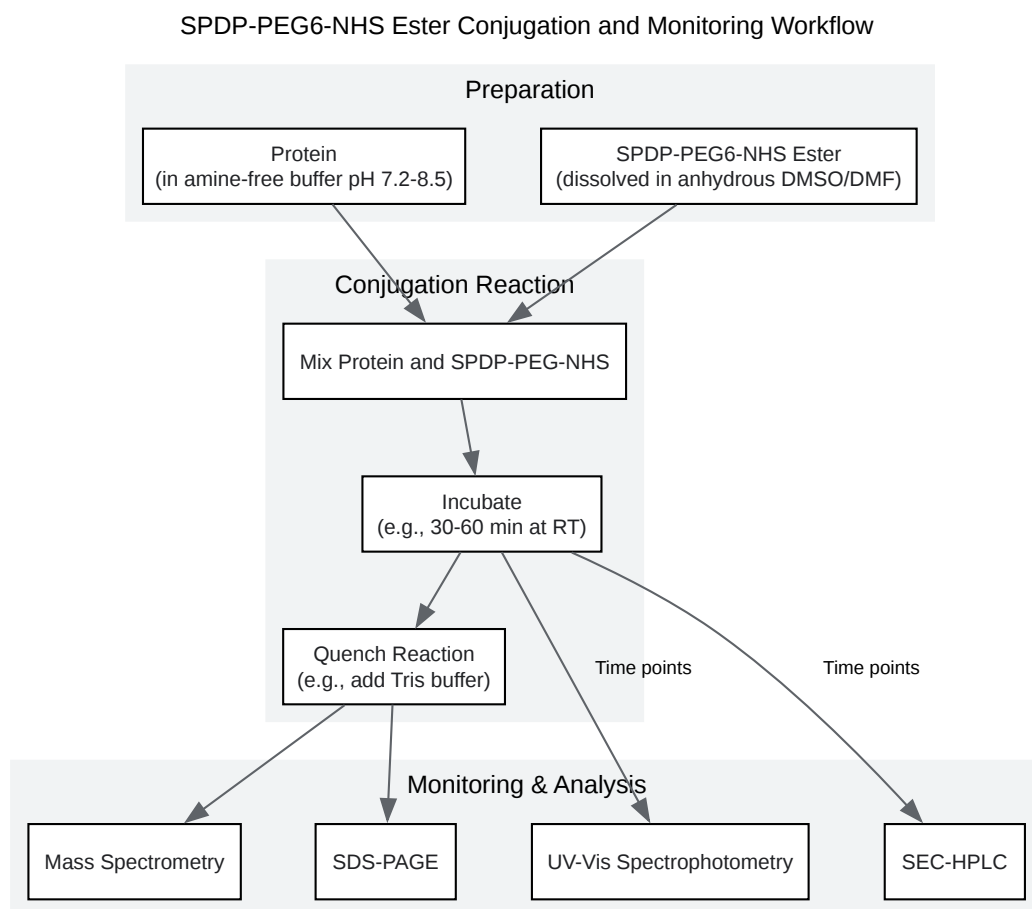 SPDP-PEG6-NHS Ester Conjugation and Monitoring Workflow
Preparation
Protein
(in amine-free buffer pH 7.2-8.5)
SPDP-PEG6-NHS Ester
(dissolved in anhydrous DMSO/DMF)
Conjugation Reaction
Mix Protein and SPDP-PEG-NHS
Incubate
(e.g., 30-60 min at RT)
Quench Reaction
(e.g., add Tris buffer)
Time points
Time points
Monitoring & Analysis
Mass Spectrometry
SDS-PAGE
UV-Vis Spectrophotometry
SEC-HPLC